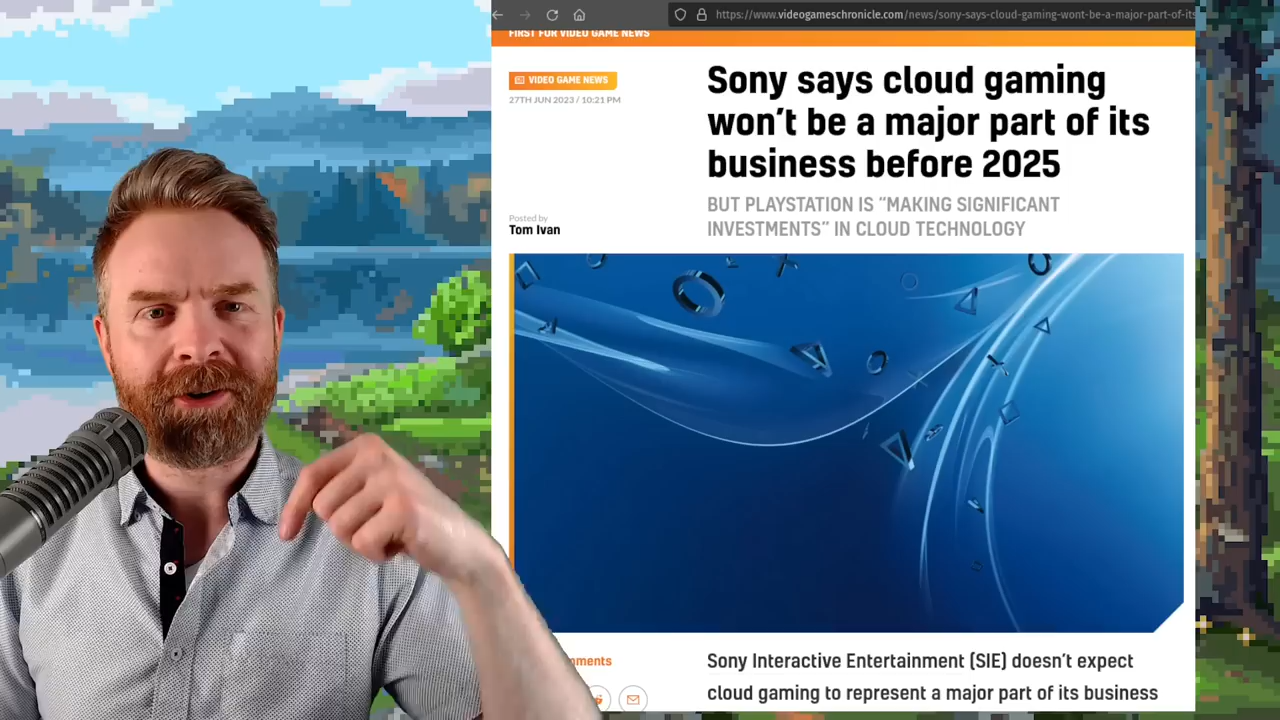 https://www.videogameschronicle.com/news/sony-says-cloud-gaming-wont-be-a-major-part-of-its
FIRST FOR VIDEO GAME NEWS
VIDEO GAME NEWS
27TH JUN 2023 / 10:21 PM
Sony says cloud gaming
won't be a major part of its
business before 2025
BUT PLAYSTATION IS "MAKING SIGNIFICANT
INVESTMENTS" IN CLOUD TECHNOLOGY
Posted by
Tom Ivan
Sony Interactive Entertainment (SIE) doesn't expect
cloud gaming to represent a major part of its business